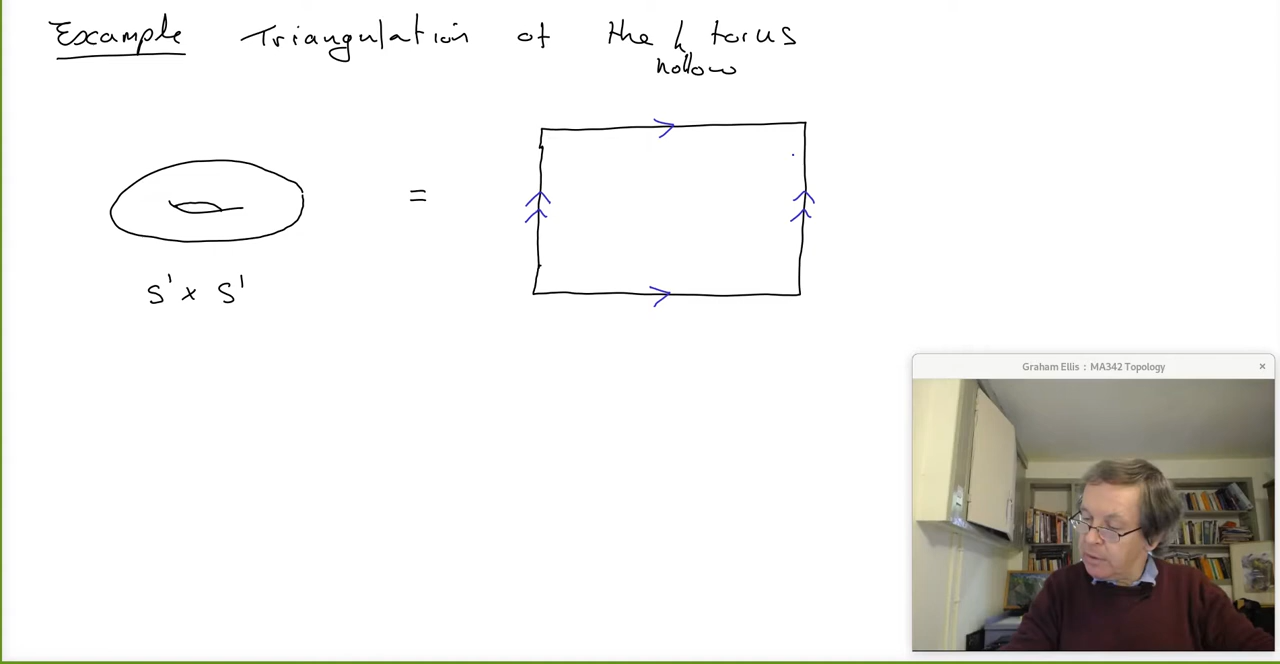 Example Triangulation of the h torus
hollow
=
S¹ × S¹
Graham Ellis : MA342 Topology ×